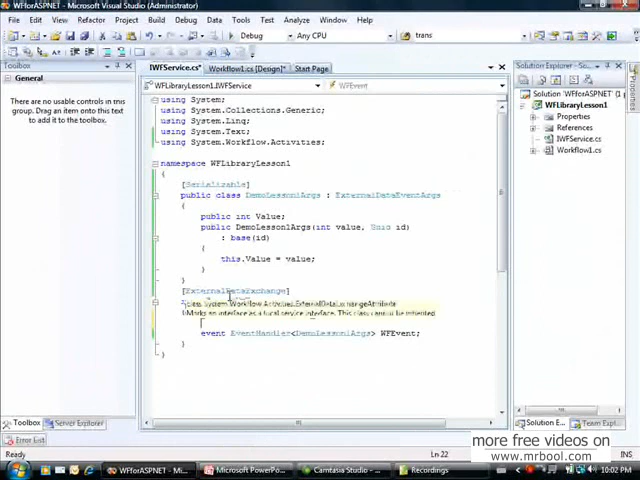 WFforASPNET - Microsoft Visual Studio (Administrator)
File Edit View Refactor Project Build Debug Data Tools Test Analyze Window Help
Debug Any CPU trans
Toolbox
General
There are no usable controls in this
group. Drag an item onto this text
to add it to the toolbox.
IWFService.cs* Workflow1.cs [Design]* Start Page
WFLibraryLesson1.IWFService WFEvent
using System;
using System.Collections.Generic;
using System.Linq;
using System.Text;
using System.Workflow.Activities;
namespace WFLibraryLesson1
{
[Serializable]
public class DemoLesson1Args : ExternalDataEventArgs
{
public int Value;
public DemoLesson1Args(int value, Guid id)
: base(id)
{
this.Value = value;
}
}
[ExternalDataExchange]
class System.Workflow.Activities.ExternalDataExchangeAttribute
Marks an interface as a local service interface. This class cannot be inherited
event EventHandler<DemoLesson1Args> WFEvent;
}
}
Solution Explorer
Solution 'WFforASPNET'
WFLibraryLesson1
Properties
References
IWFService.cs
Workflow1.cs
Properties
Toolbox Server Explorer
Solution E... Team Expl...
Error List
Ready Ln 22 INS
more free videos on
www.mrbool.com
WFforASPNET - Mi... Microsoft PowerPo... Camtasia Studio - ... Recordings 10:02 PM